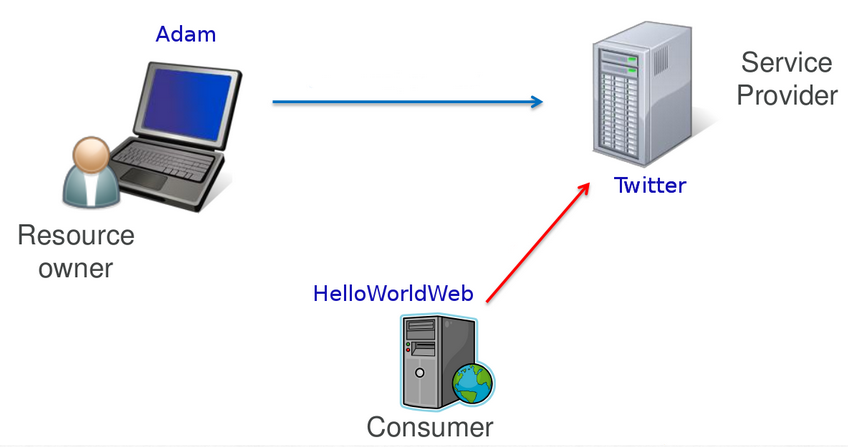 Adam
Service
Provider
Twitter
Resource
owner
HelloWorldWeb
Consumer